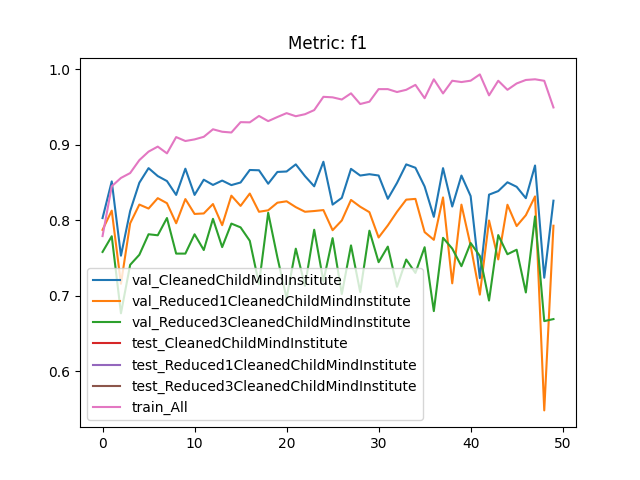 Metric: f1
1.0
0.9
0.8
0.7
0.6
val_CleanedChildMindInstitute
val_Reduced1CleanedChildMindInstitute
val_Reduced3CleanedChildMindInstitute
test_CleanedChildMindInstitute
test_Reduced1CleanedChildMindInstitute
test_Reduced3CleanedChildMindInstitute
train_All
0 10 20 30 40 50